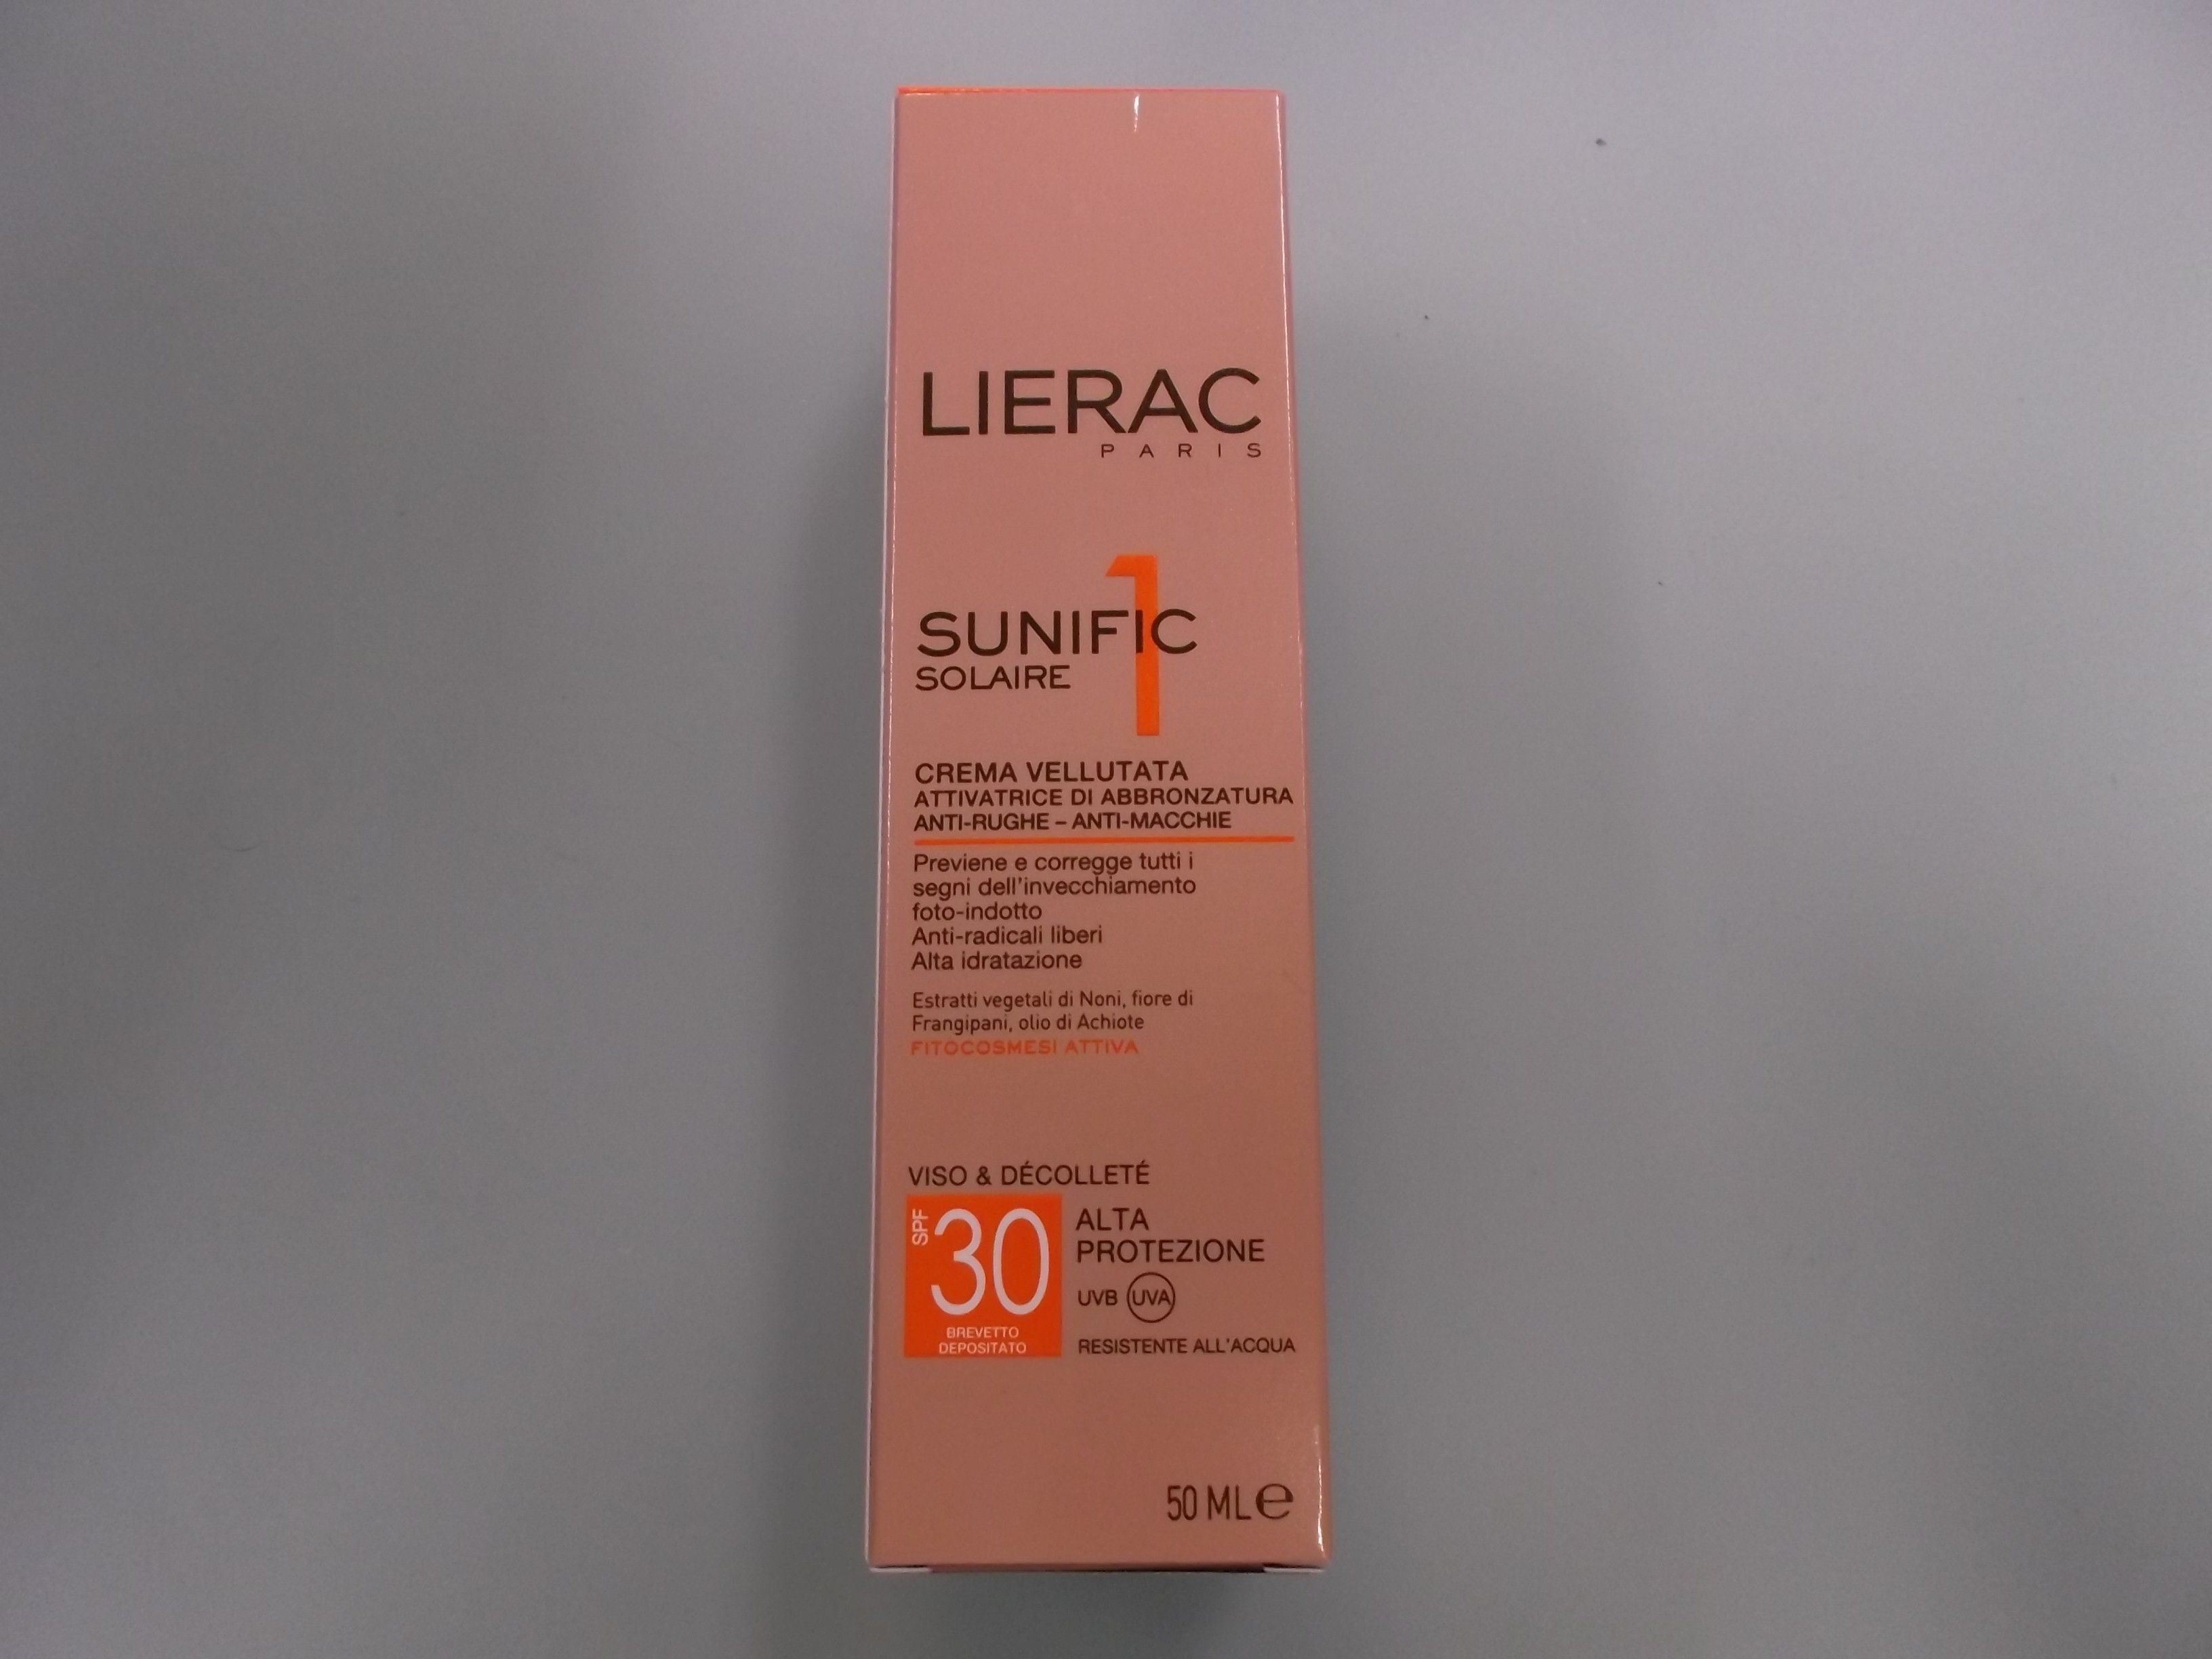 LIERAC
PARIS
1
SUNIFIC
SOLAIRE
CREMA VELLUTATA
ATTIVATRICE DI ABBRONZATURA
ANTI-RUGHE – ANTI-MACCHIE
Previene e corregge tutti i
segni dell'invecchiamento
foto-indotto
Anti-radicali liberi
Alta idratazione
Estratti vegetali di Noni, fiore di
Frangipani, olio di Achiote
FITOCOSMESI ATTIVA
VISO & DÉCOLLETÉ
SPF 30
BREVETTO
DEPOSITATO
ALTA
PROTEZIONE
UVB UVA
RESISTENTE ALL'ACQUA
50 ML e